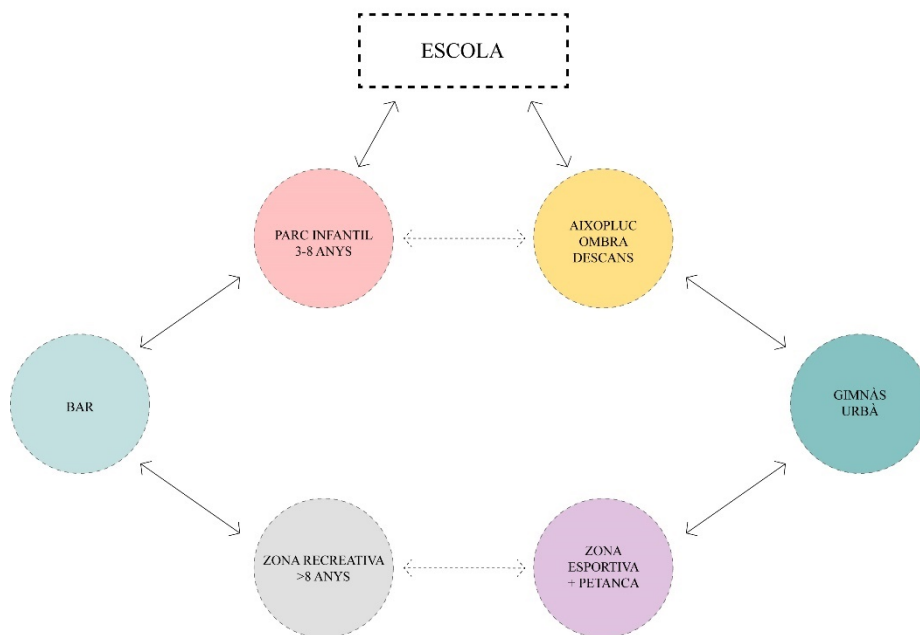 ESCOLA
PARC INFANTIL
3-8 ANYS
AIXOPLUC
OMBRA
DESCANS
BAR
GIMNÀS
URBÀ
ZONA RECREATIVA
>8 ANYS
ZONA
ESPORTIVA
+ PETANCA